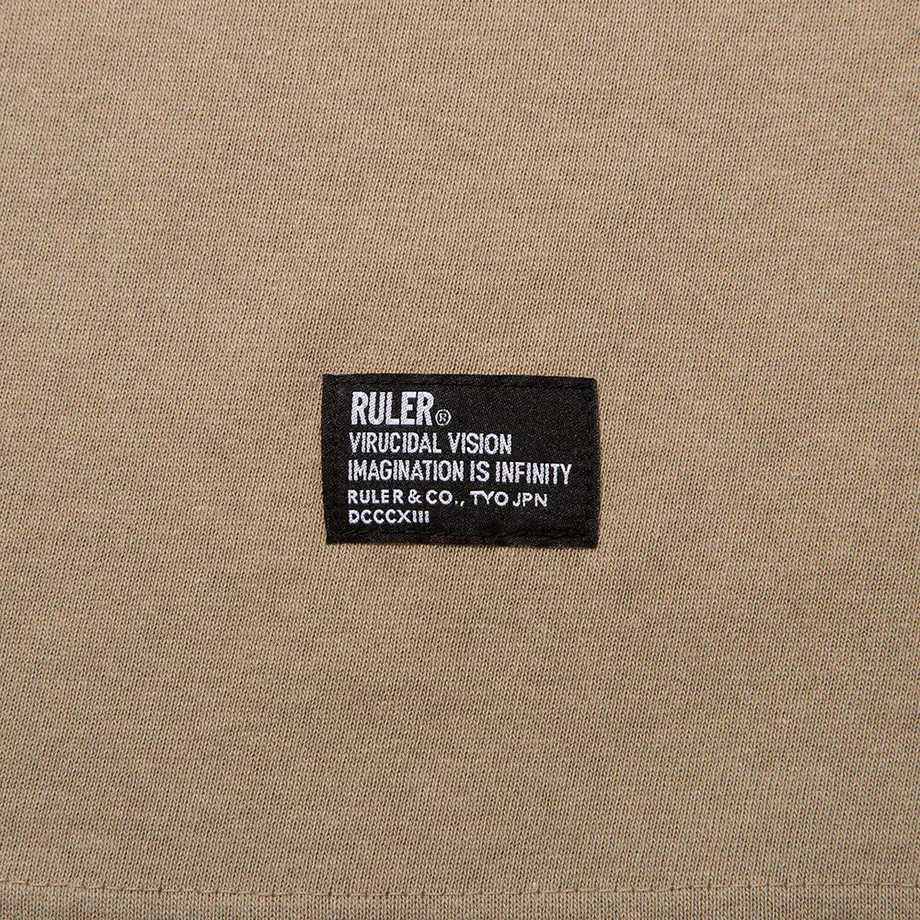 RULER®
VIRUCIDAL VISION
IMAGINATION IS INFINITY
RULER & CO., TYO JPN
DCCCXIII